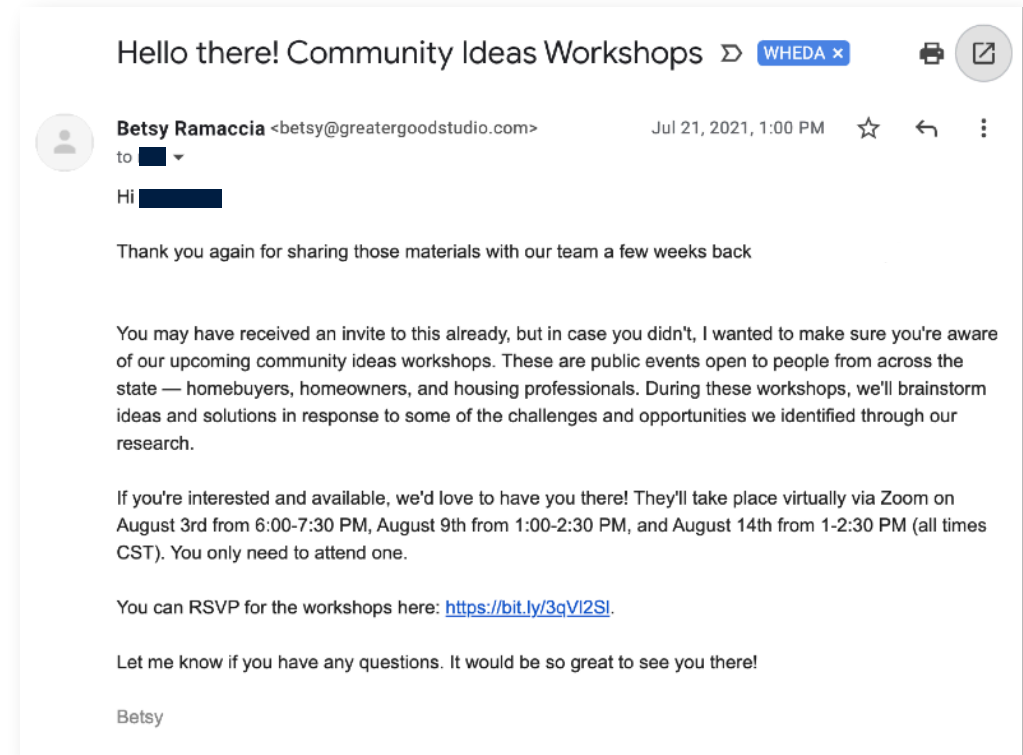 Hello there! Community Ideas Workshops WHEDA ×
Betsy Ramaccia <betsy@greatergoodstudio.com> Jul 21, 2021, 1:00 PM
to
Hi
Thank you again for sharing those materials with our team a few weeks back
You may have received an invite to this already, but in case you didn't, I wanted to make sure you're aware
of our upcoming community ideas workshops. These are public events open to people from across the
state — homebuyers, homeowners, and housing professionals. During these workshops, we'll brainstorm
ideas and solutions in response to some of the challenges and opportunities we identified through our
research.
If you're interested and available, we'd love to have you there! They'll take place virtually via Zoom on
August 3rd from 6:00-7:30 PM, August 9th from 1:00-2:30 PM, and August 14th from 1-2:30 PM (all times
CST). You only need to attend one.
You can RSVP for the workshops here: https://bit.ly/3qVl2Sl.
Let me know if you have any questions. It would be so great to see you there!
Betsy